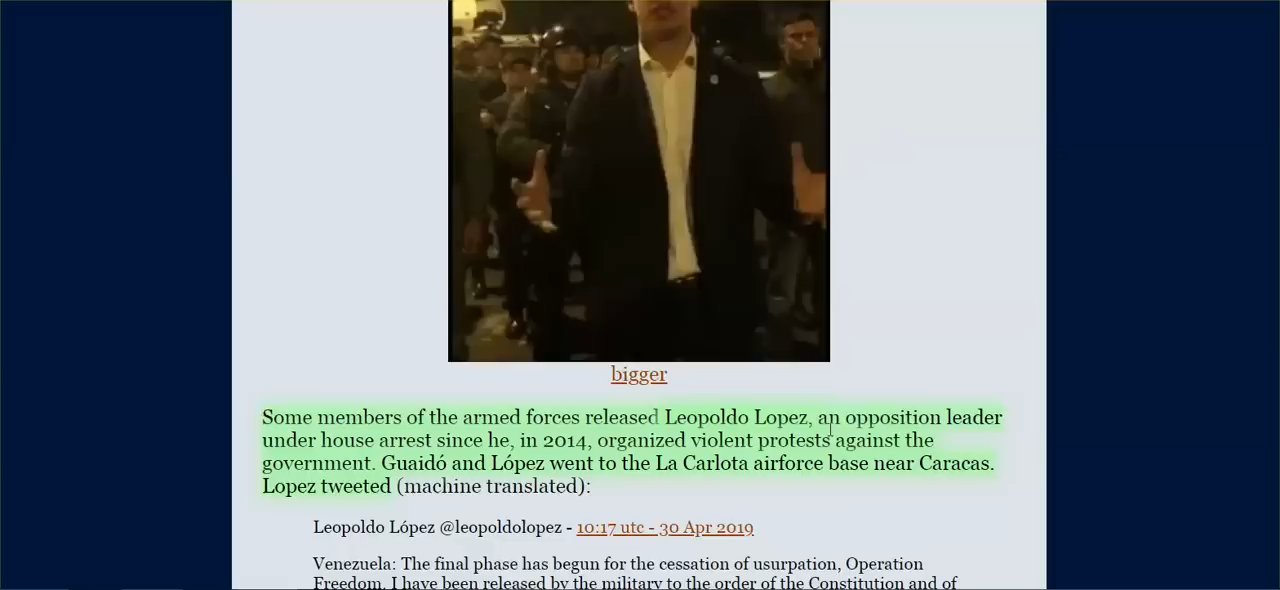 bigger
Some members of the armed forces released Leopoldo Lopez, an opposition leader
under house arrest since he, in 2014, organized violent protests against the
government. Guaidó and López went to the La Carlota airforce base near Caracas.
Lopez tweeted (machine translated):
Leopoldo López @leopoldolopez - 10:17 utc - 30 Apr 2019
Venezuela: The final phase has begun for the cessation of usurpation, Operation
Freedom. I have been released by the military to the order of the Constitution and of